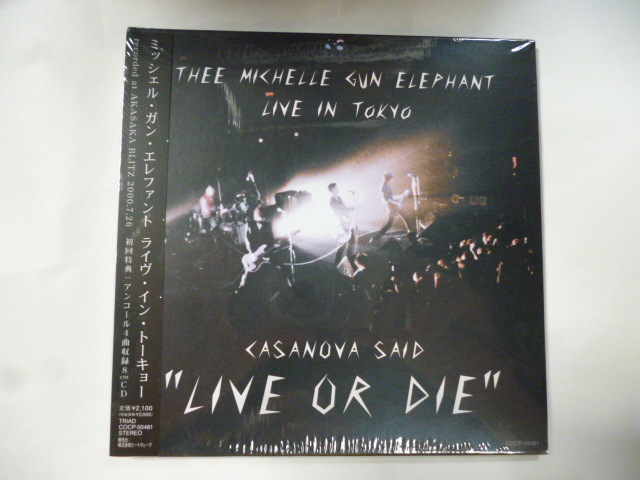 THEE MICHELLE GUN ELEPHANT
LIVE IN TOKYO
CASANOVA SAID
"LIVE OR DIE"
COCP-50461
ミッシェル・ガン・エレファント ライヴ・イン・トーキョー
recorded at AKASAKA BLITZ 2000.7.26 初回特典:アンコール4曲収録8cmCD
定価¥2,100
TRIAD
COCP-50461
STEREO